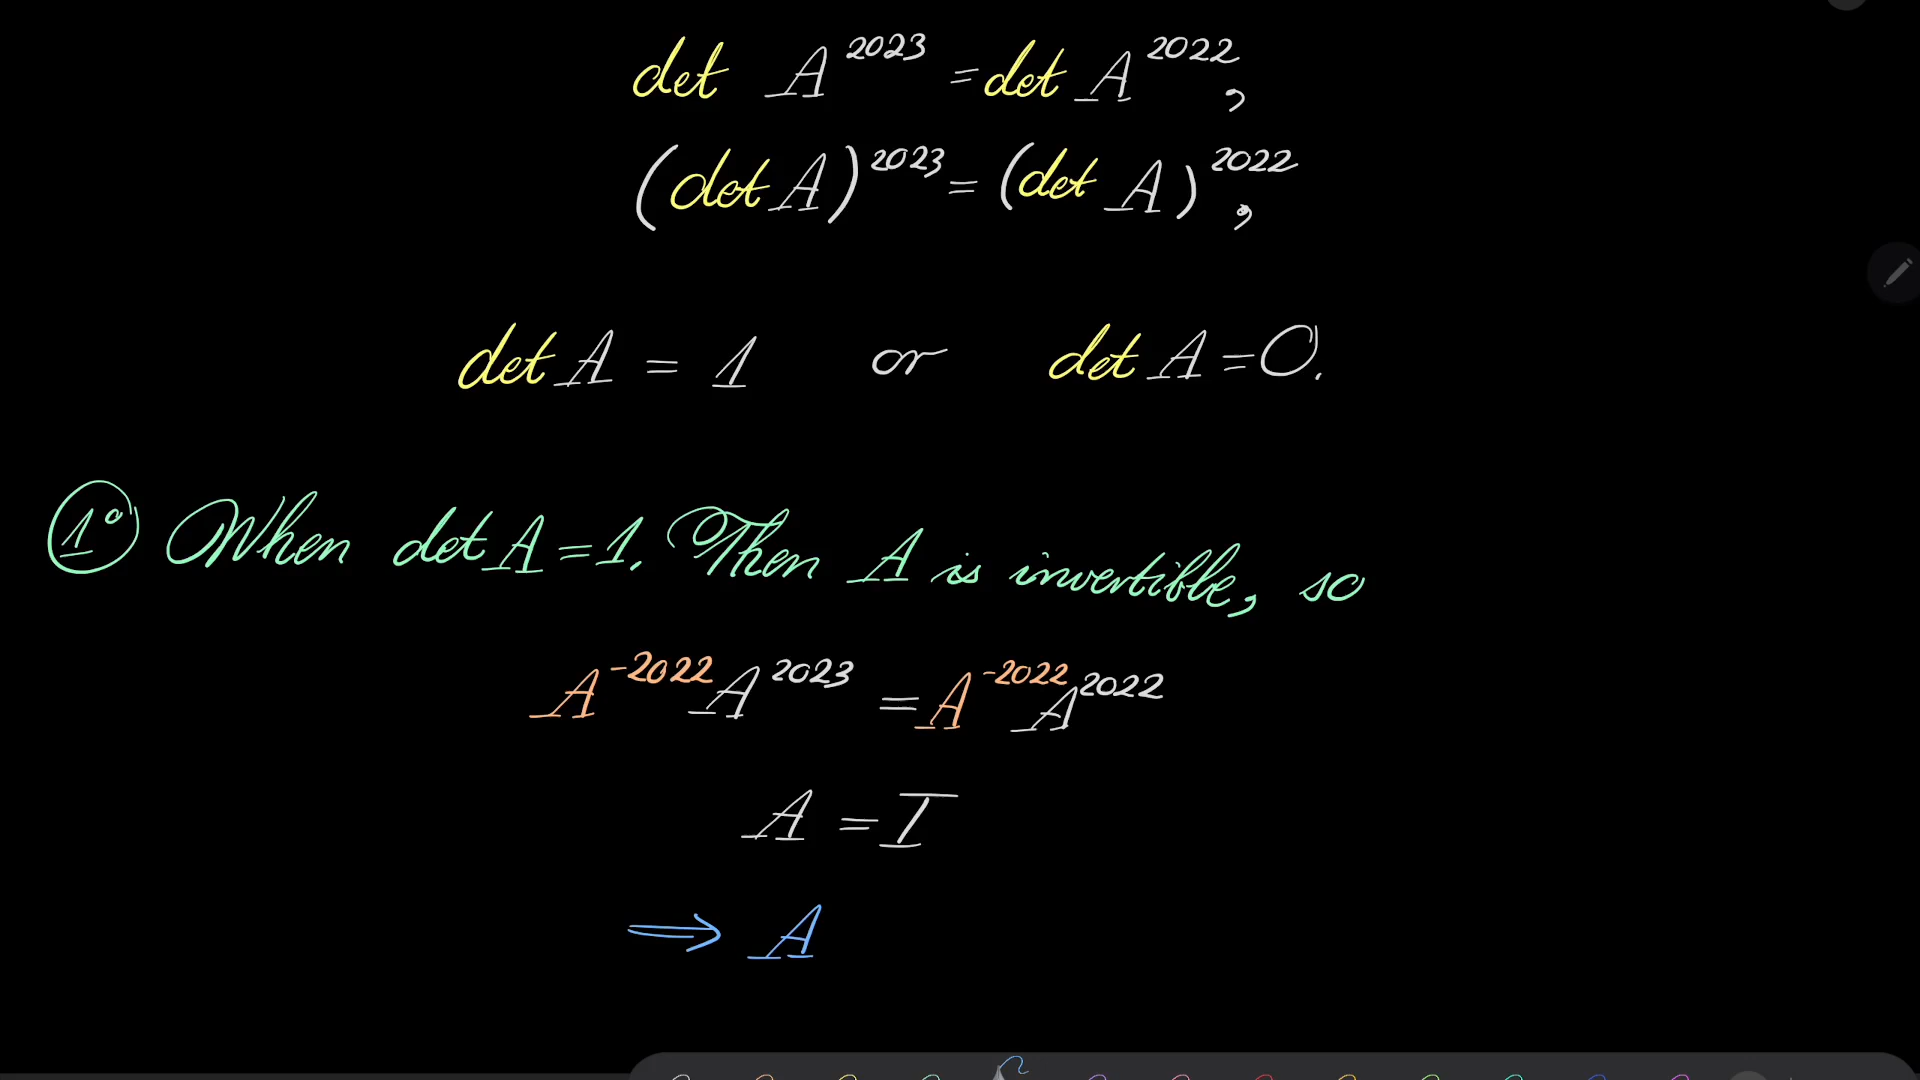 det A^2023 = det A^2022,
(det A)^2023 = (det A)^2022,
det A = 1 or det A = 0.
1° When det A = 1. Then A is invertible, so
A^-2022 A^2023 = A^-2022 A^2022
A = I
⟹ A